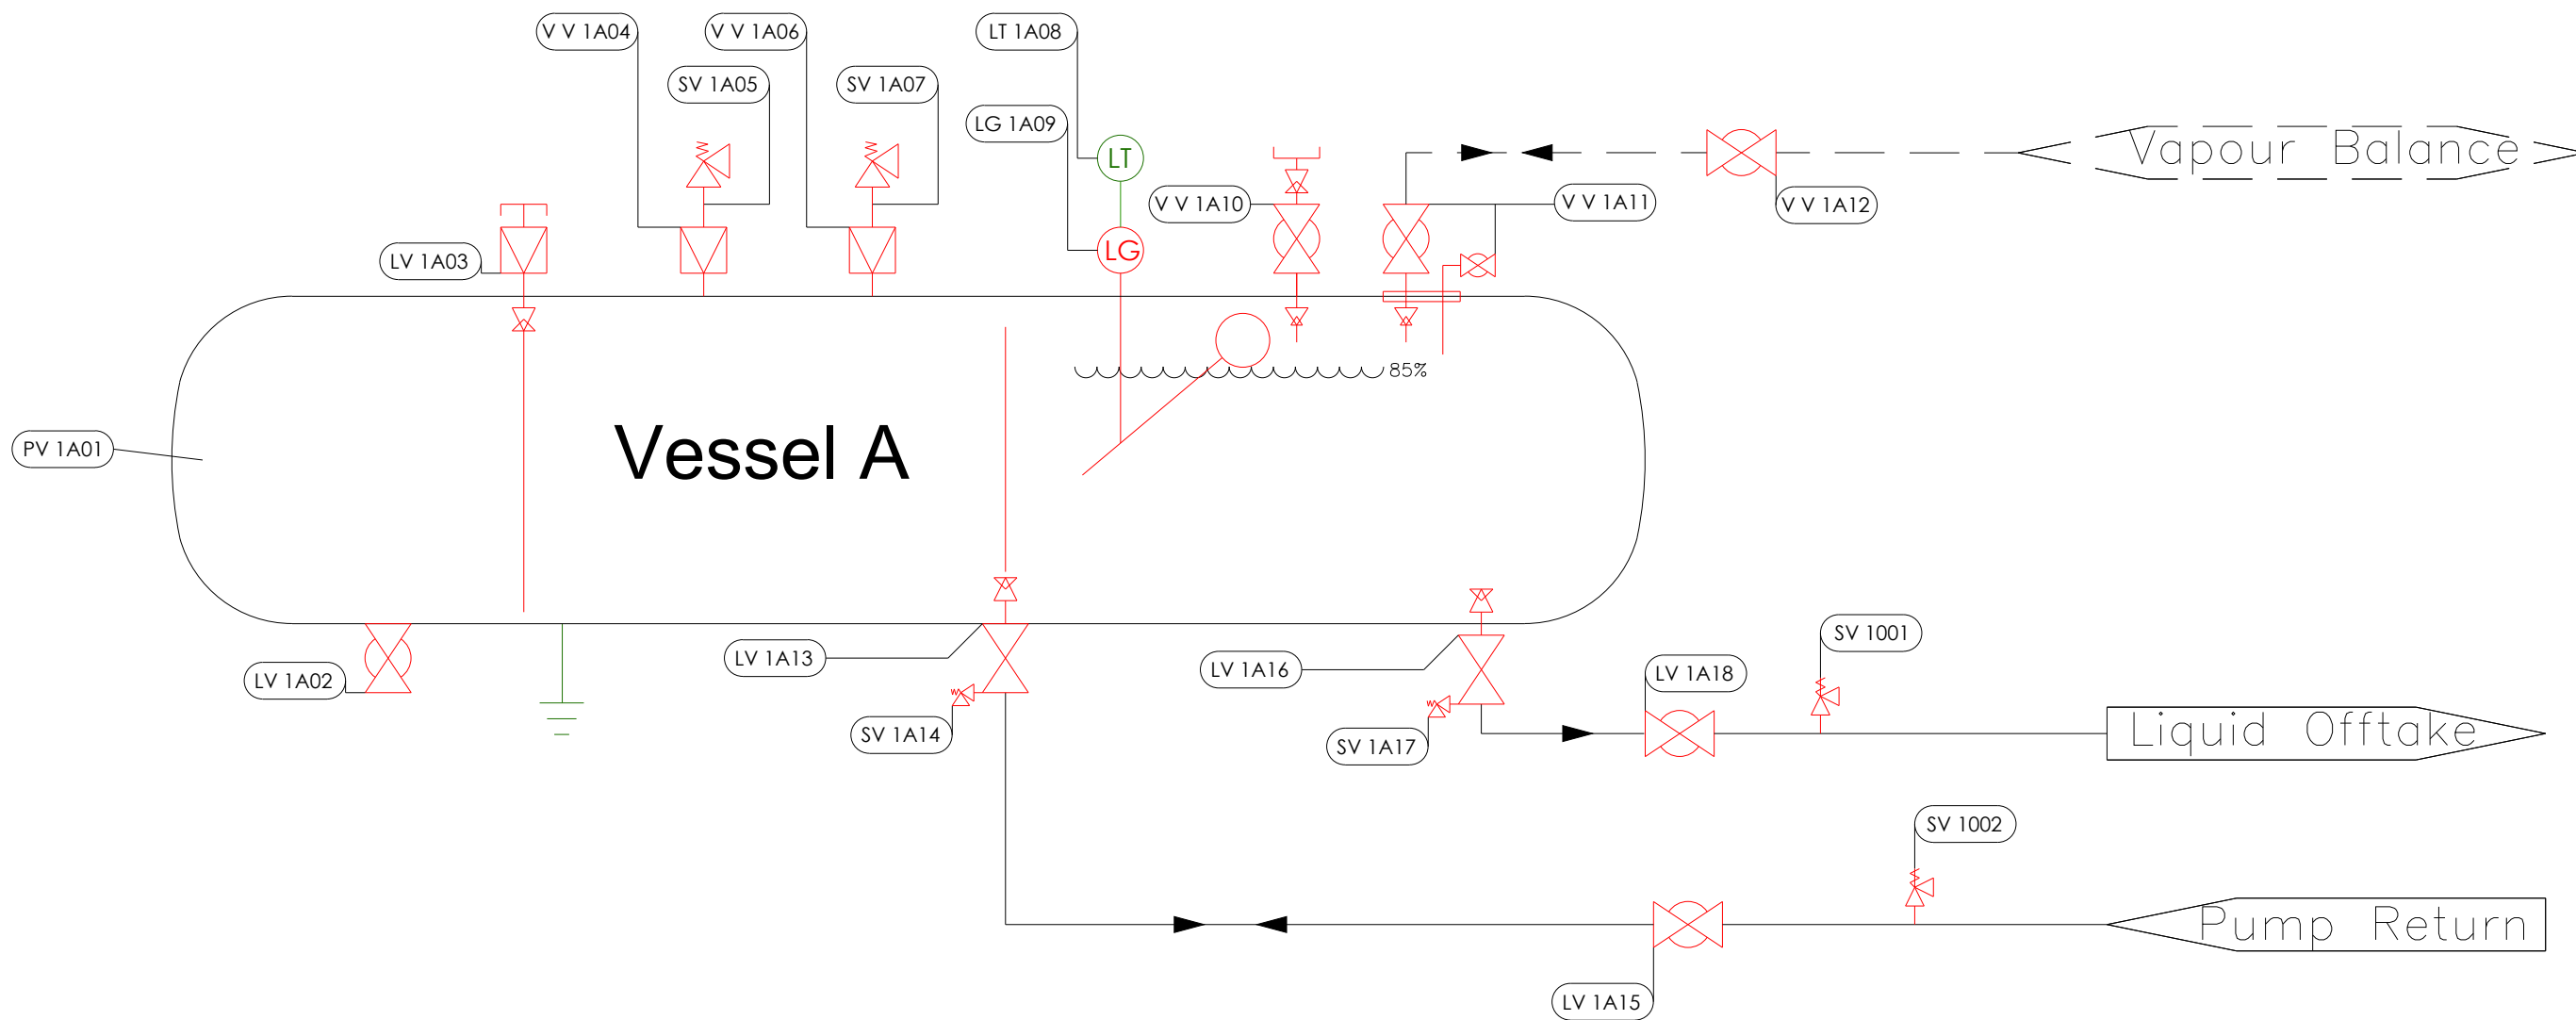 V V 1A04
V V 1A06
LT 1A08
SV 1A05
SV 1A07
LG 1A09
LT
Vapour Balance
V V 1A10
V V 1A11
V V 1A12
LV 1A03
LG
85%
PV 1A01
Vessel A
SV 1001
LV 1A13
LV 1A16
LV 1A18
LV 1A02
SV 1A14
SV 1A17
Liquid Offtake
SV 1002
Pump Return
LV 1A15